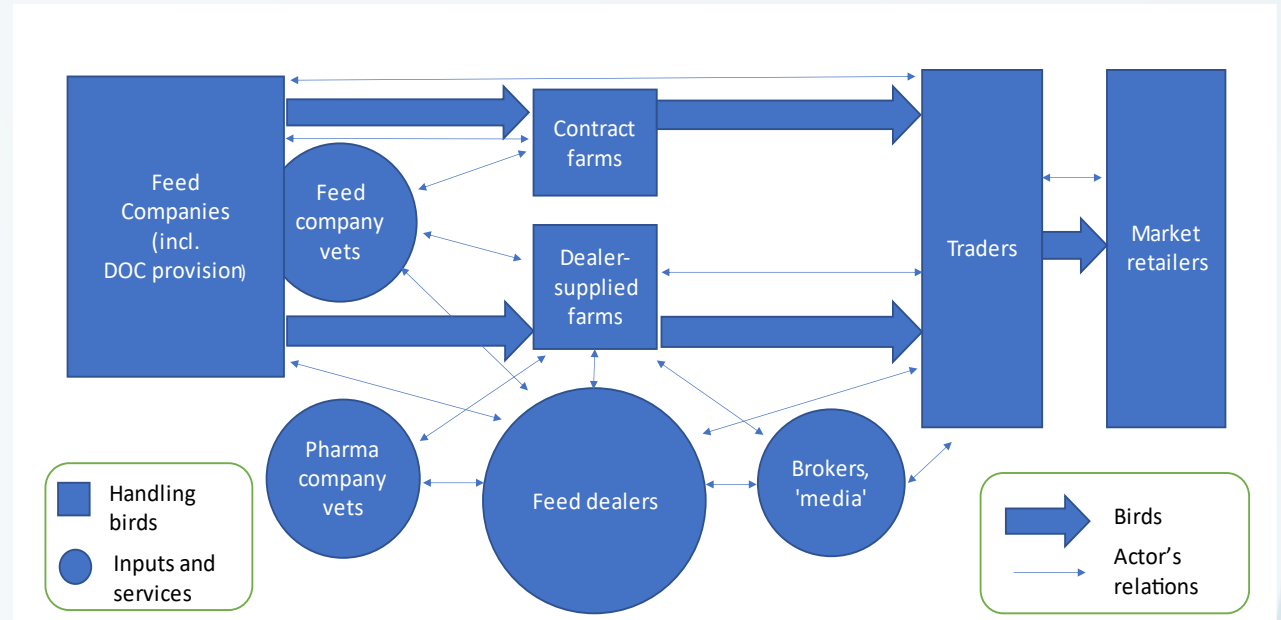 Feed
Companies
(incl.
DOC provision)
Feed
company
vets
Contract
farms
Dealer-
supplied
farms
Traders
Market
retailers
Pharma
company
vets
Feed dealers
Brokers,
'media'
Handling
birds
Inputs and
services
Birds
Actor's
relations